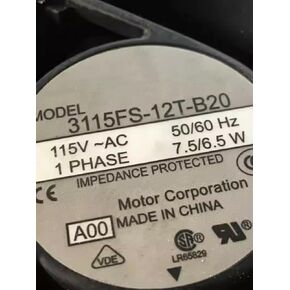 MODEL 3115FS-12T-B20
115V ~AC 50/60 Hz
1 PHASE 7.5/6.5 W
IMPEDANCE PROTECTED
Motor Corporation
A00 MADE IN CHINA
VDE
LR65829